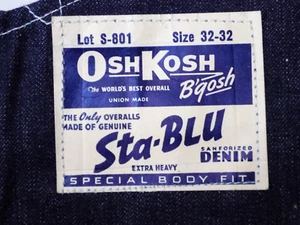 Lot S-801 Size 32-32
OSHKOSH
The WORLD'S BEST OVERALL B'gosh
UNION MADE
THE Only OVERALLS
MADE OF GENUINE
Sta-BLU
SANFORIZED
DENIM
EXTRA HEAVY
SPECIAL BODY FIT